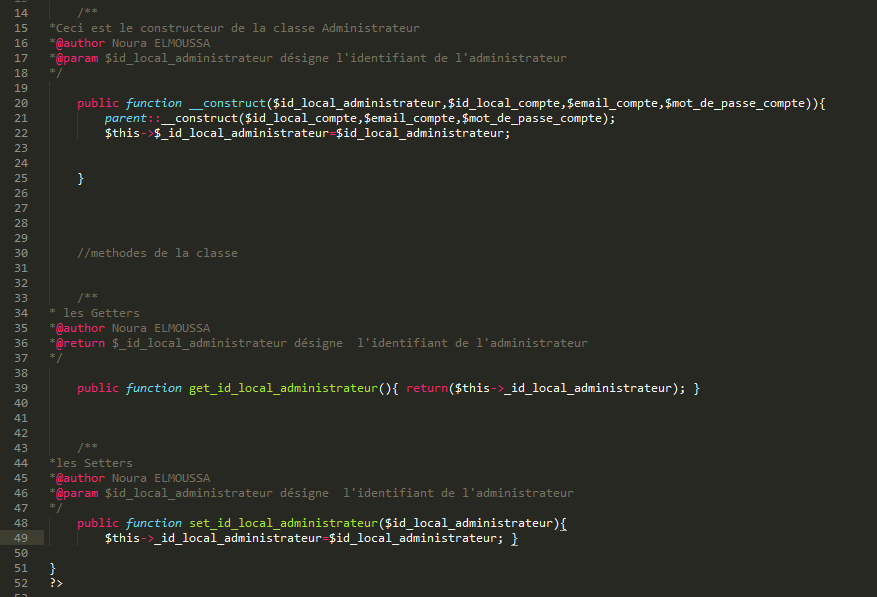 14 /**
15 *Ceci est le constructeur de la classe Administrateur
16 *@author Noura ELMOUSSA
17 *@param $id_local_administrateur désigne l'identifiant de l'administrateur
18 */
19
20 public function __construct($id_local_administrateur,$id_local_compte,$email_compte,$mot_de_passe_compte)){
21 parent::__construct($id_local_compte,$email_compte,$mot_de_passe_compte);
22 $this->$_id_local_administrateur=$id_local_administrateur;
23
24
25 }
26
27
28
29
30 //methodes de la classe
31
32
33 /**
34 * les Getters
35 *@author Noura ELMOUSSA
36 *@return $_id_local_administrateur désigne  l'identifiant de l'administrateur
37 */
38
39 public function get_id_local_administrateur(){ return($this->_id_local_administrateur); }
40
41
42
43 /**
44 *les Setters
45 *@author Noura ELMOUSSA
46 *@param $id_local_administrateur désigne  l'identifiant de l'administrateur
47 */
48 public function set_id_local_administrateur($id_local_administrateur){
49 $this->_id_local_administrateur=$id_local_administrateur; }
50
51 }
52 ?>